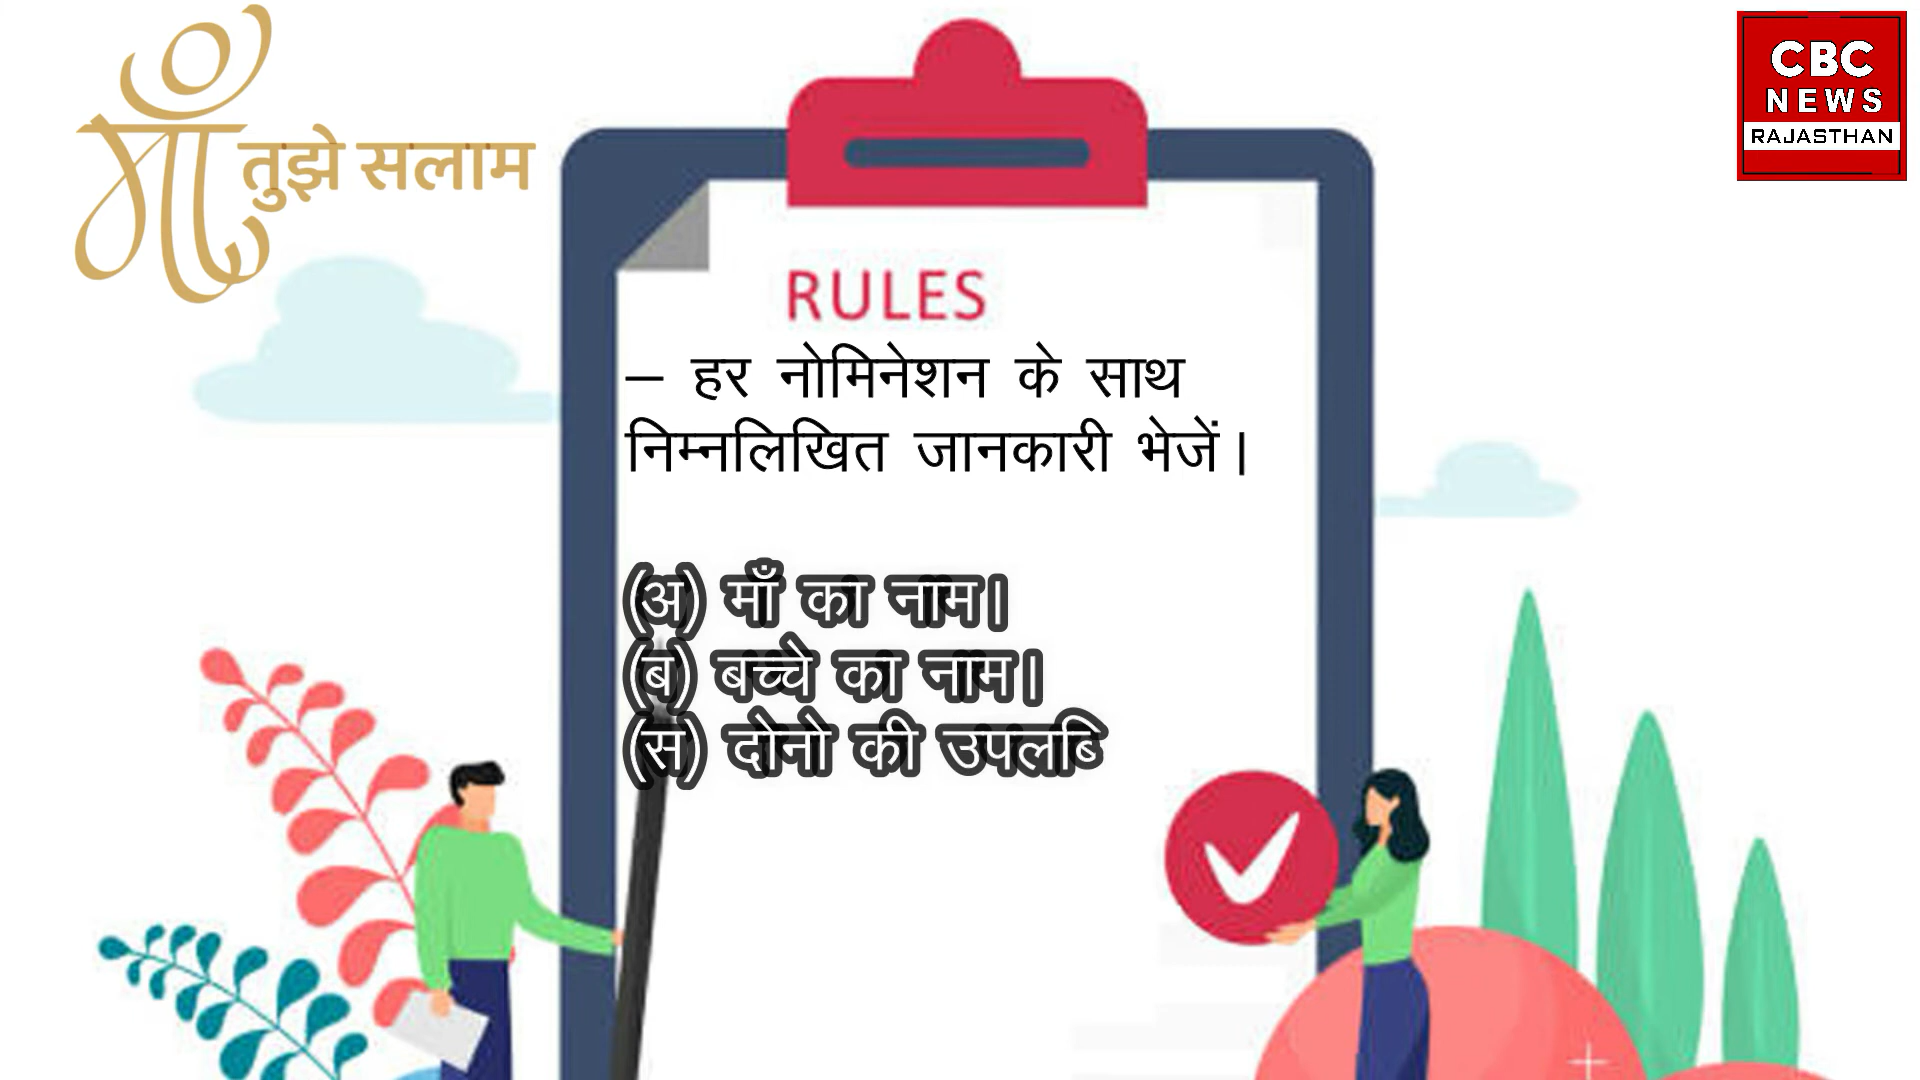 माँ तुझे सलाम
CBC
NEWS
RAJASTHAN
RULES
– हर नोमिनेशन के साथ
निम्नलिखित जानकारी भेजें।
(अ) माँ का नाम।
(ब) बच्चे का नाम।
(स) दोनो की उपलब्धि